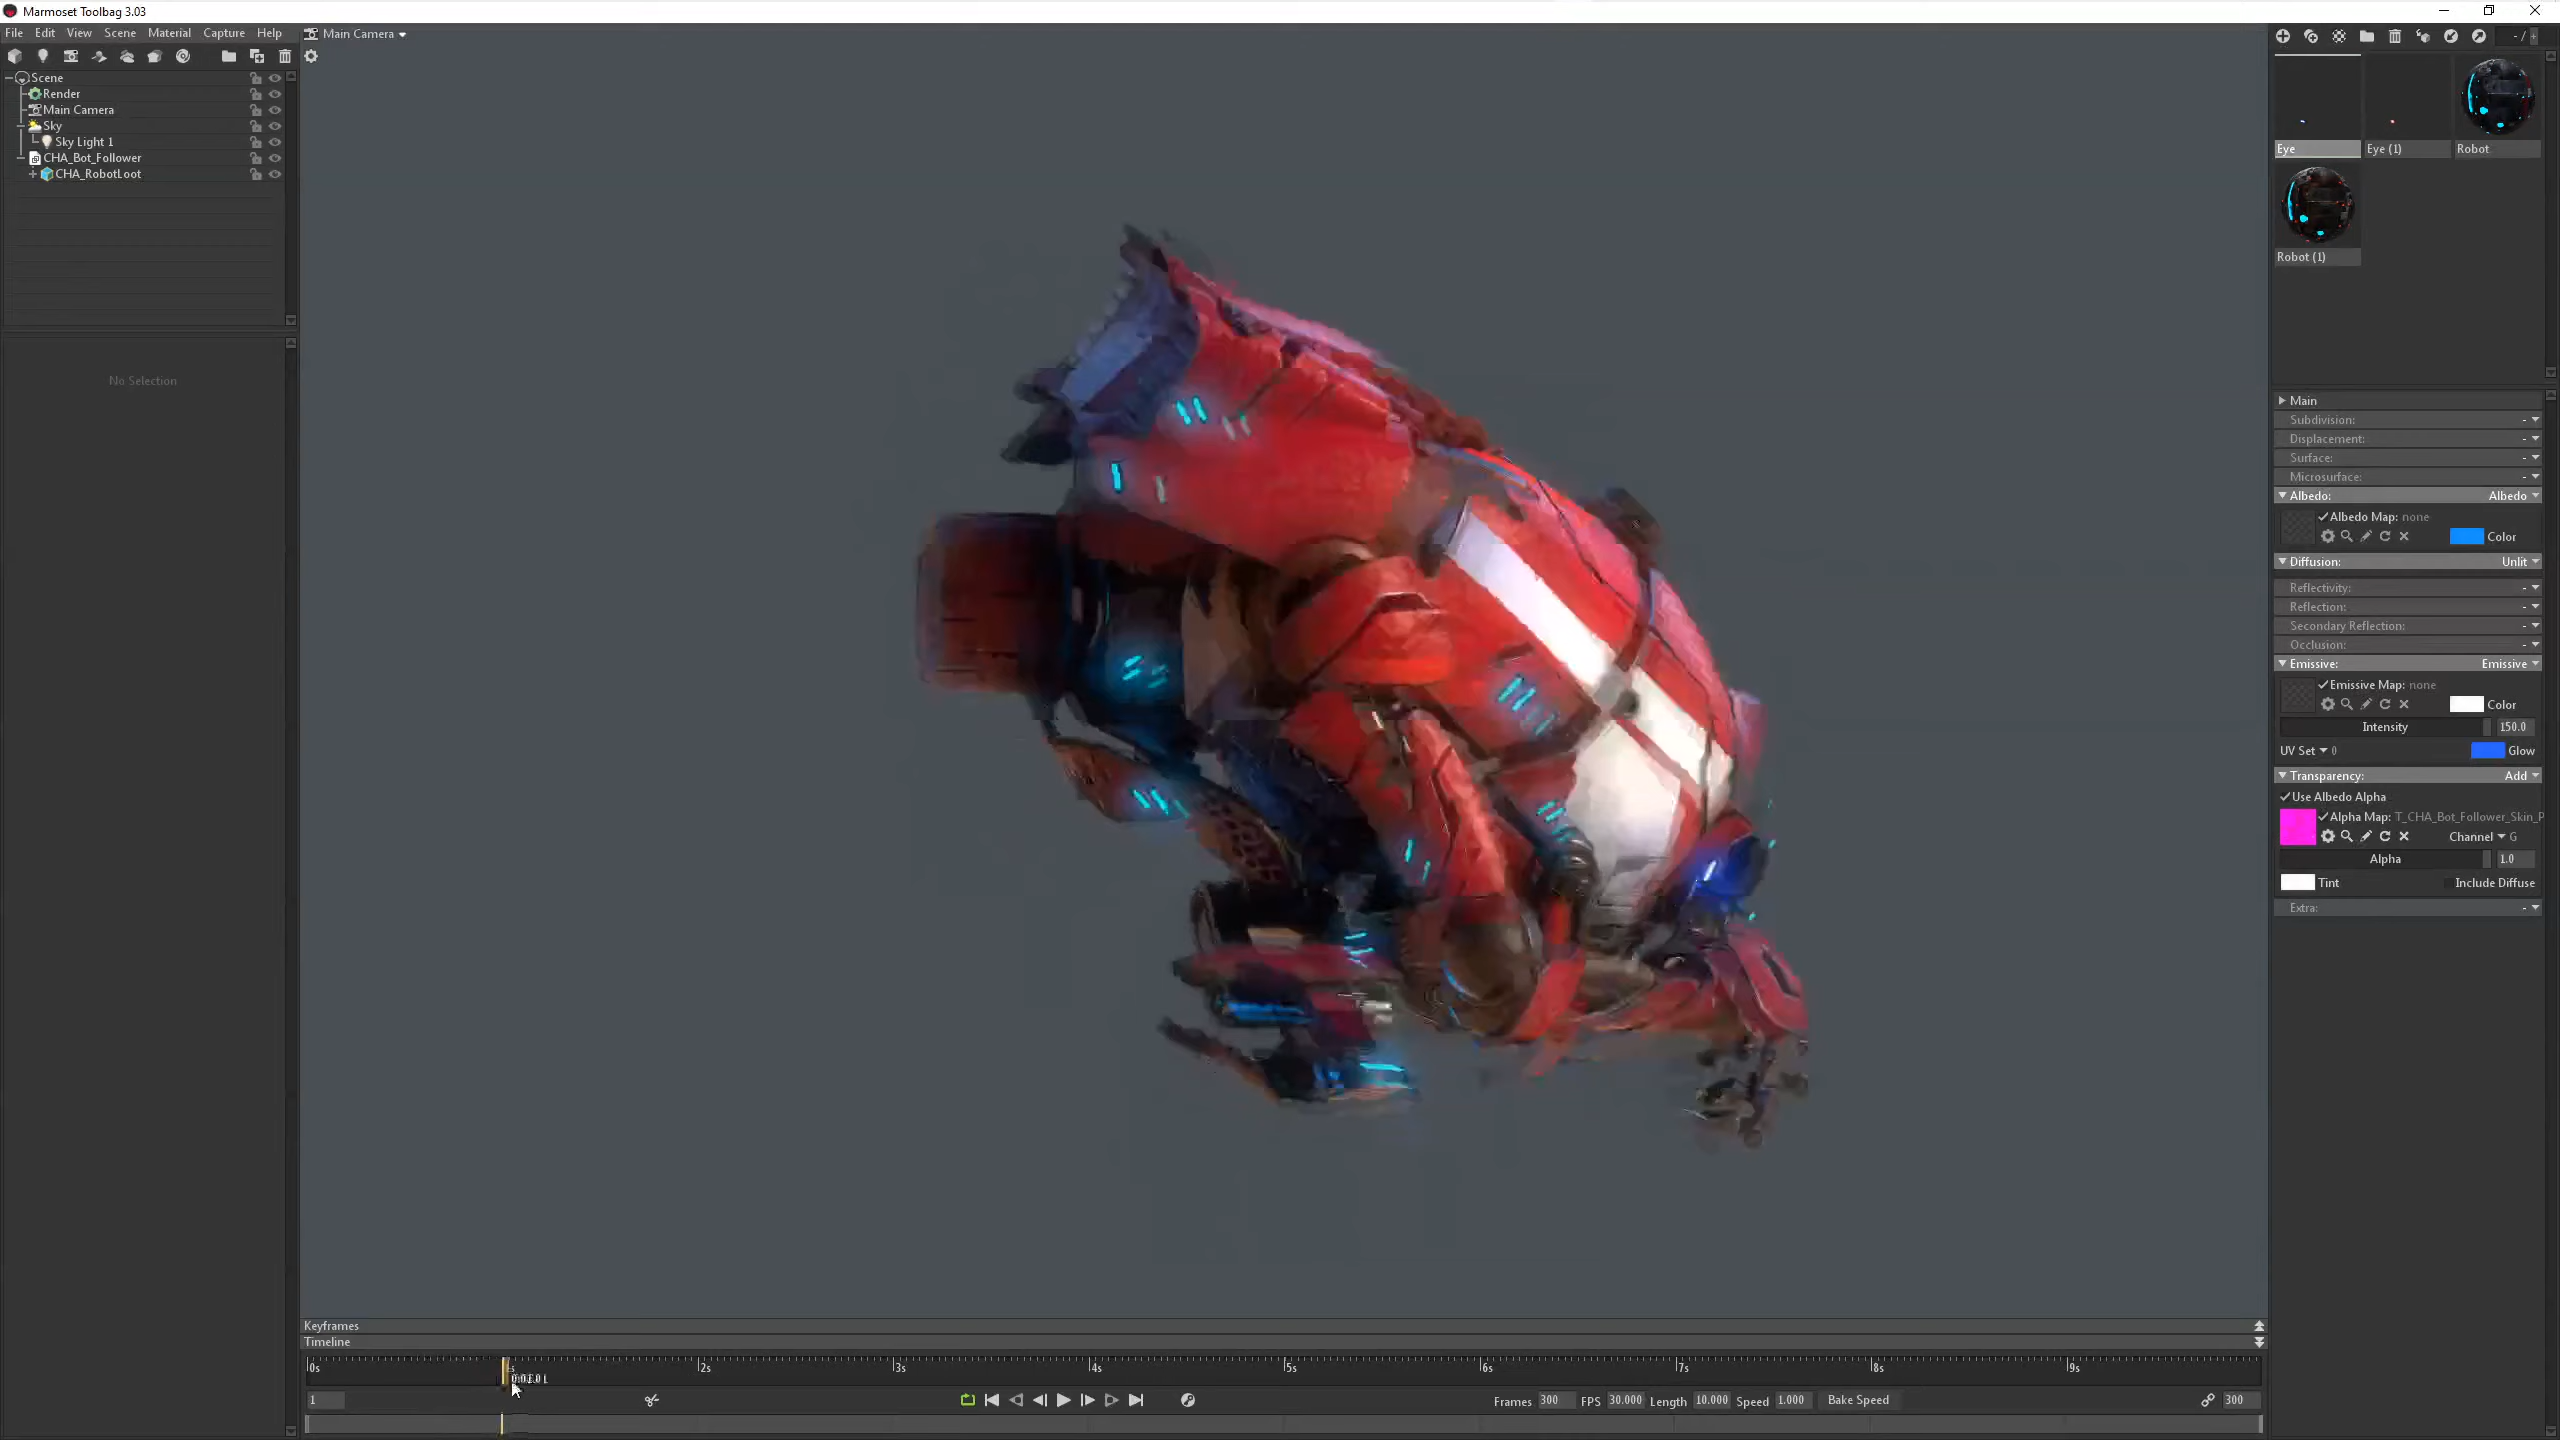 Marmoset Toolbag 3.03
File Edit View Scene Material Capture Help
Main Camera
Scene
Render
Main Camera
Sky
Sky Light 1
CHA_Bot_Follower
CHA_RobotLoot
No Selection
Eye
Eye (1)
Robot
Robot (1)
Main
Subdivision: -
Displacement: -
Surface: -
Microsurface: -
Albedo: Albedo
Albedo Map: none
Color
Diffusion: Unlit
Reflectivity: -
Reflection: -
Secondary Reflection: -
Occlusion: -
Emissive: Emissive
Emissive Map: none
Color
Intensity 150.0
UV Set 0 Glow
Transparency: Add
Use Albedo Alpha
Alpha Map: T_CHA_Bot_Follower_Skin_P
Channel G
Alpha 1.0
Tint Include Diffuse
Extra: -
Keyframes
Timeline
0s 2s 3s 4s 5s 6s 7s 8s 9s
1 Frames 300 FPS 30.000 Length 10.000 Speed 1.000 Bake Speed 300